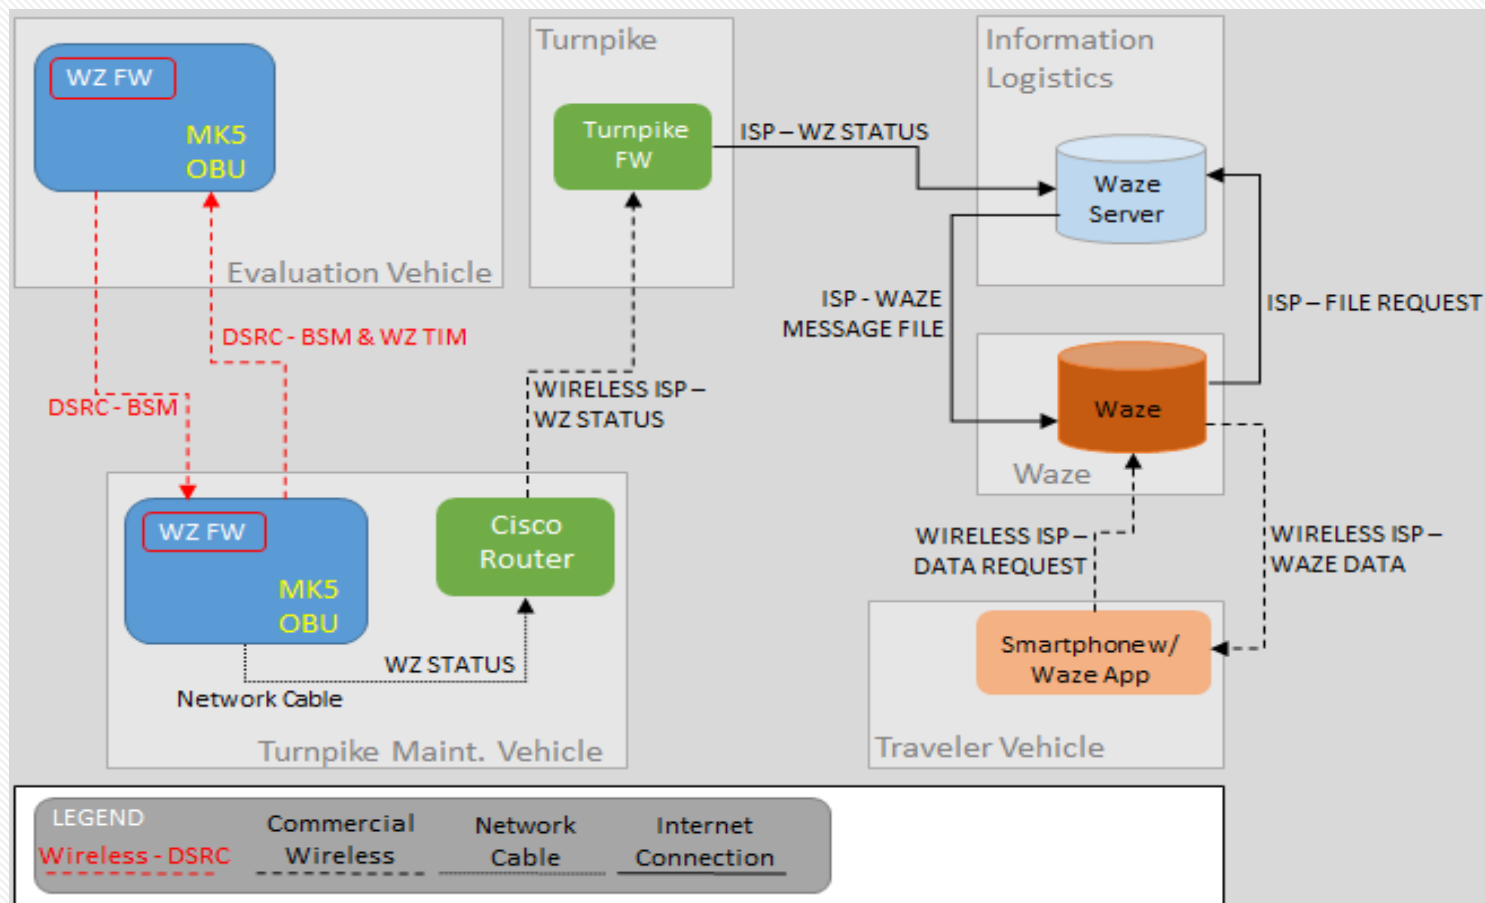 WZ FW
MK5
OBU
Evaluation Vehicle
Turnpike
Turnpike
FW
ISP – WZ STATUS
Information
Logistics
Waze
Server
ISP - WAZE
MESSAGE FILE
ISP – FILE REQUEST
Waze
Waze
DSRC - BSM & WZ TIM
DSRC - BSM
WIRELESS ISP –
WZ STATUS
WZ FW
MK5
OBU
Cisco
Router
WZ STATUS
Network Cable
Turnpike Maint. Vehicle
WIRELESS ISP –
DATA REQUEST
WIRELESS ISP –
WAZE DATA
Smartphone w/
Waze App
Traveler Vehicle
LEGEND
Wireless - DSRC
Commercial
Wireless
Network
Cable
Internet
Connection